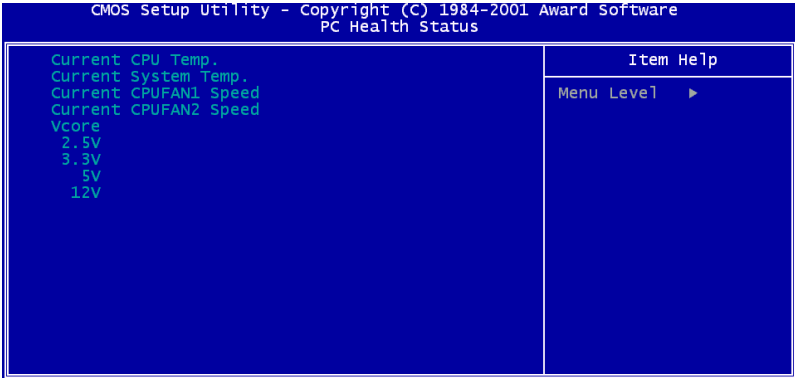 CMOS Setup Utility - Copyright (C) 1984-2001 Award Software
PC Health Status
Current CPU Temp.
Current System Temp.
Current CPUFAN1 Speed
Current CPUFAN2 Speed
Vcore
2.5V
3.3V
5V
12V
Item Help
Menu Level ▶